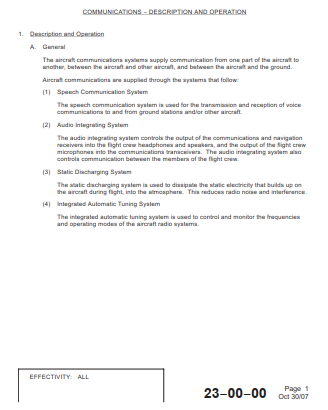 COMMUNICATIONS – DESCRIPTION AND OPERATION
1. Description and Operation
A. General
The aircraft communications systems supply communication from one part of the aircraft to
another, between the aircraft and other aircraft, and between the aircraft and the ground.
Aircraft communications are supplied through the systems that follow:
(1) Speech Communication System
The speech communication system is used for the transmission and reception of voice
communications to and from ground stations and/or other aircraft.
(2) Audio Integrating System
The audio integrating system controls the output of the communications and navigation
receivers into the flight crew headphones and speakers, and the output of the flight crew
microphones into the communications transceivers. The audio integrating system also
controls communication between the members of the flight crew.
(3) Static Discharging System
The static discharging system is used to dissipate the static electricity that builds up on
the aircraft during flight, into the atmosphere. This reduces radio noise and interference.
(4) Integrated Automatic Tuning System
The integrated automatic tuning system is used to control and monitor the frequencies
and operating modes of the aircraft radio systems.
EFFECTIVITY: ALL
23–00–00
Page 1
Oct 30/07